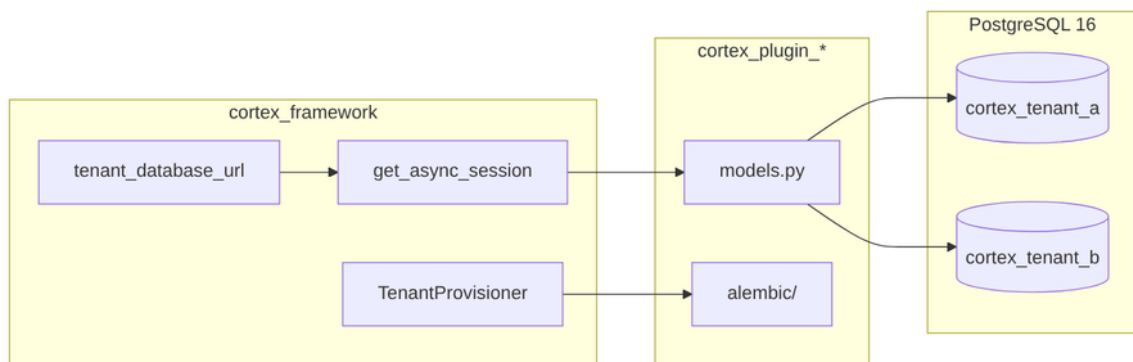 cortex_framework
tenant_database_url
get_async_session
TenantProvisioner
cortex_plugin_*
models.py
alembic/
PostgreSQL 16
cortex_tenant_a
cortex_tenant_b